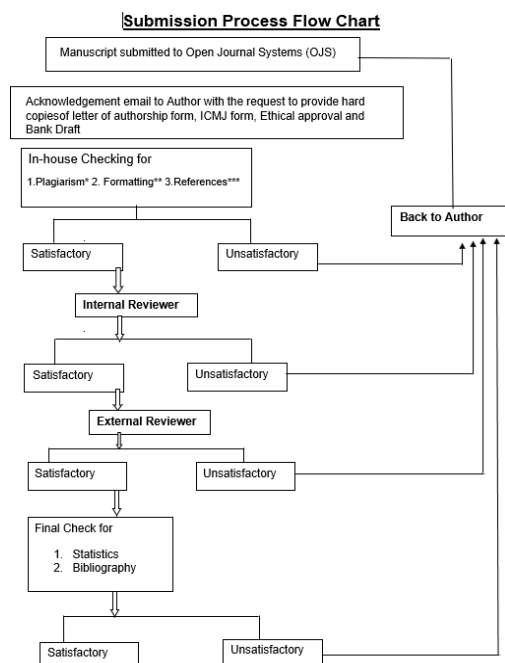 Submission Process Flow Chart
Manuscript submitted to Open Journal Systems (OJS)
Acknowledgement email to Author with the request to provide hard
copiesof letter of authorship form, ICMJ form, Ethical approval and
Bank Draft
In-house Checking for
1.Plagiarism* 2. Formatting** 3.References***
Back to Author
Satisfactory
Unsatisfactory
Internal Reviewer
Satisfactory
Unsatisfactory
External Reviewer
Satisfactory
Unsatisfactory
Final Check for
1. Statistics
2. Bibliography
Satisfactory
Unsatisfactory